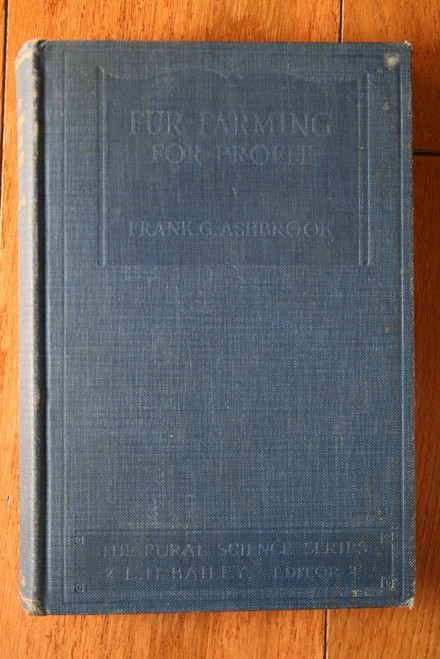 FUR-FARMING
FOR PROFIT
FRANK G. ASHBROOK
THE RURAL SCIENCE SERIES
L. H. BAILEY, EDITOR